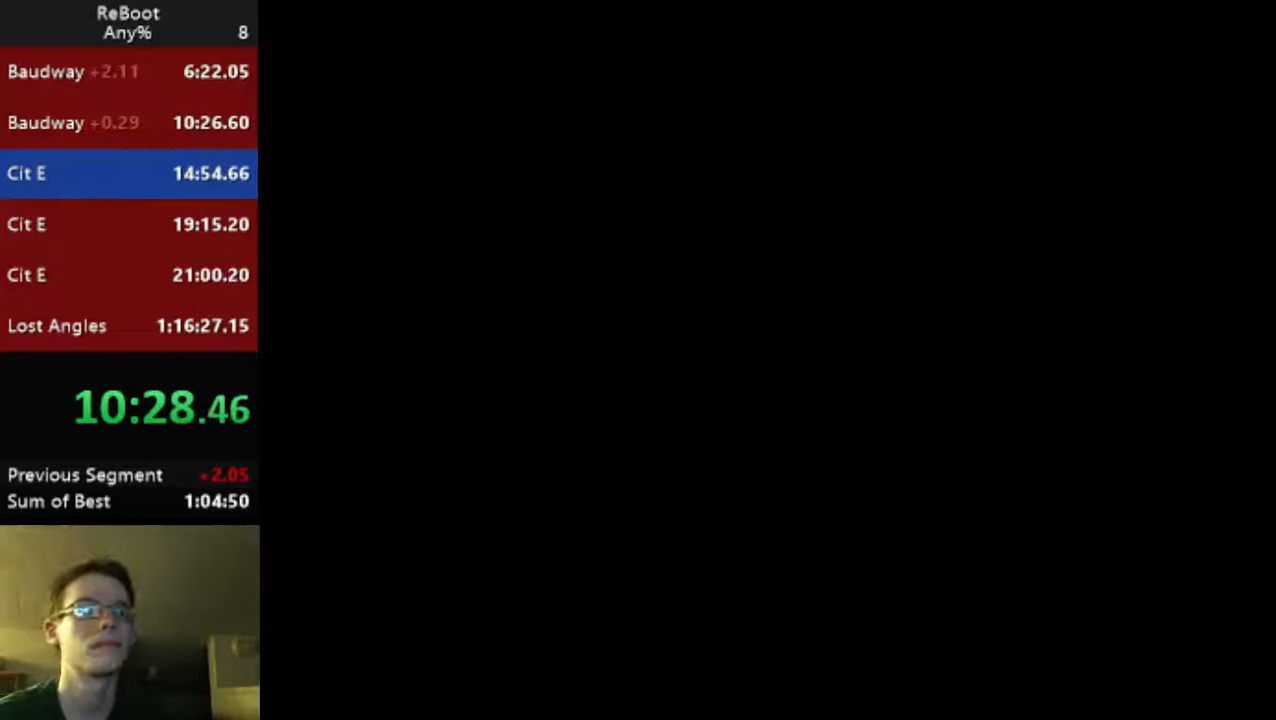 ReBoot
Any% 8
Baudway +2.11 6:22.05
Baudway +0.29 10:26.60
Cit E 14:54.66
Cit E 19:15.20
Cit E 21:00.20
Lost Angles 1:16:27.15
10:28.46
Previous Segment +2.05
Sum of Best 1:04:50